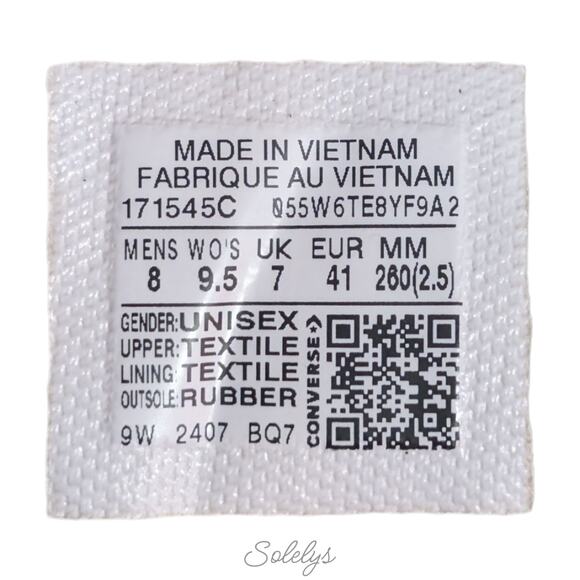 MADE IN VIETNAM
FABRIQUE AU VIETNAM
171545C Q55W6TE8YF9A2
MENS WO'S UK EUR MM
8 9.5 7 41 260(2.5)
GENDER:UNISEX
UPPER:TEXTILE
LINING:TEXTILE
OUTSOLE:RUBBER
CONVERSE
9W 2407 BQ7
Solelys